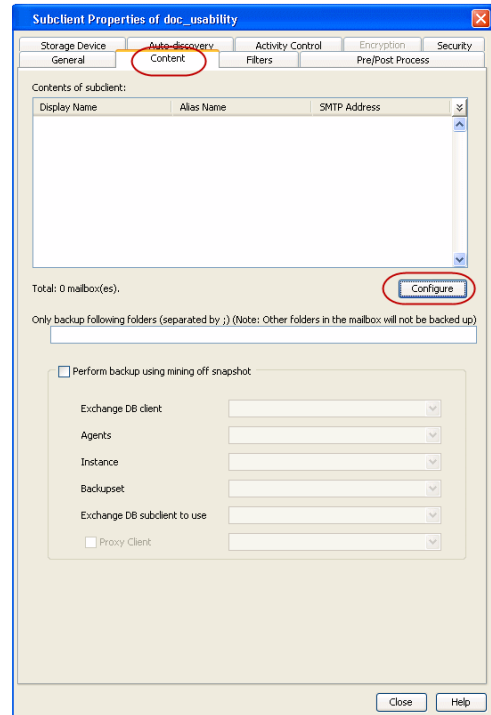 Subclient Properties of doc_usability
Storage Device Auto-discovery Activity Control Encryption Security
General Content Filters Pre/Post Process
Contents of subclient:
Display Name Alias Name SMTP Address
Total: 0 mailbox(es). Configure
Only backup following folders (separated by ;) (Note: Other folders in the mailbox will not be backed up)
Perform backup using mining off snapshot
Exchange DB client
Agents
Instance
Backupset
Exchange DB subclient to use
Proxy Client
Close Help